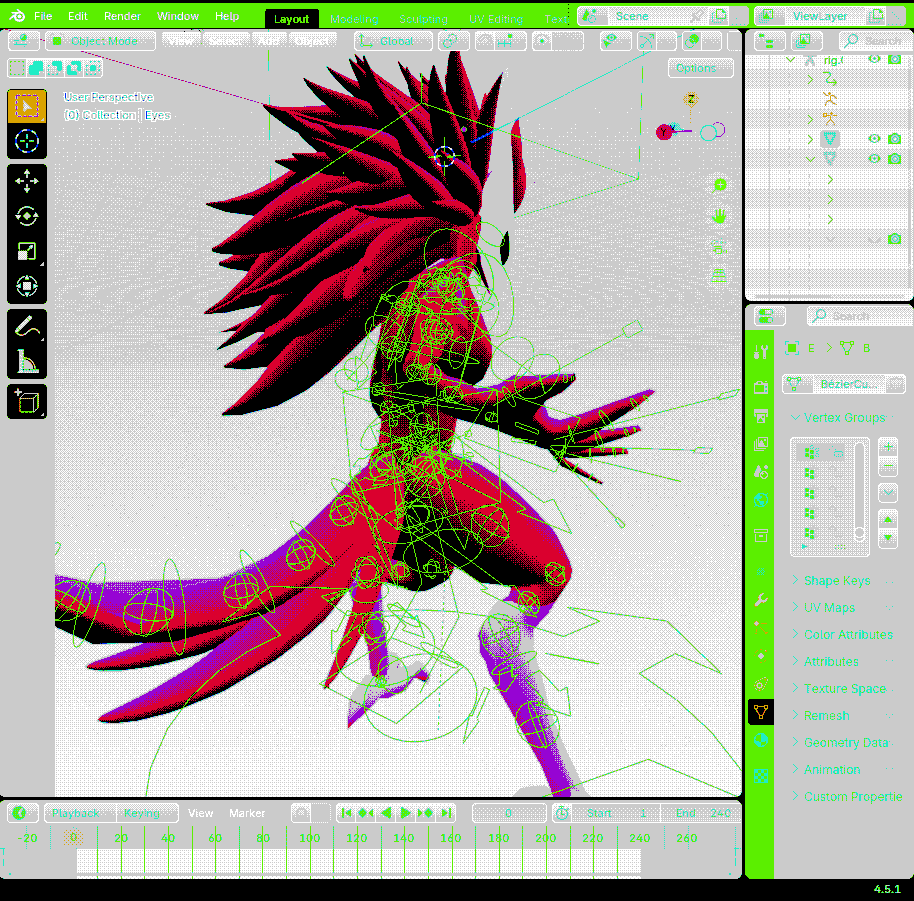 File Edit Render Window Help Layout Modeling Sculpting UV Editing Tex Scene ViewLayer
Object Mode View Select Object Global Search
Options
User Perspective
(0) Collection | Eyes
rig.
Z
Search
E > B
BezierCu...
Vertex Groups
Shape Keys
UV Maps
Color Attributes
Attributes
Texture Space
Remesh
Geometry Data
Animation
Custom Propertie
Playback Keying View Marker 0 Start 1 End 240
-20 0 20 40 60 80 100 120 140 160 180 200 220 240 260
4.5.1